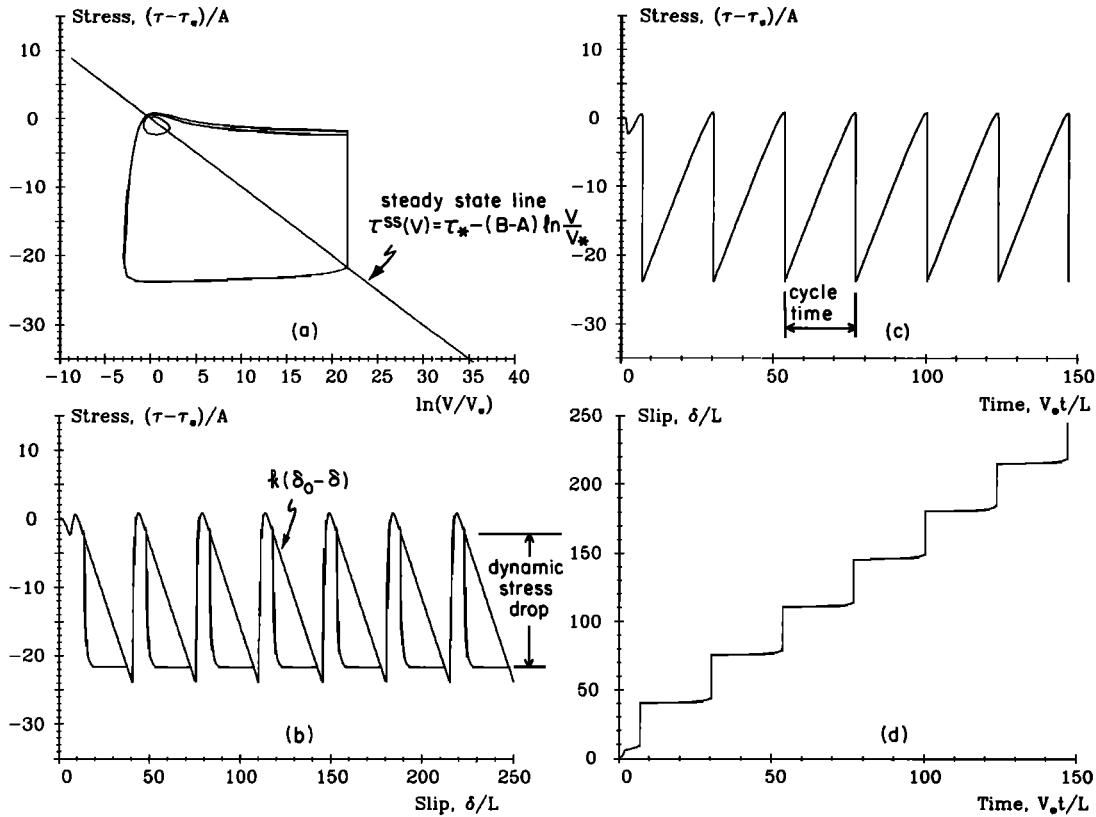 Stress, (τ-τ*)/A
10
0
-10
-20
-30
steady state line
τ^SS(V)=τ*-(B-A) ln V/V*
(a)
-10 -5 0 5 10 15 20 25 30 35 40
ln(V/V*)
Stress, (τ-τ*)/A
10
0
-10
-20
-30
cycle
time
(c)
0 50 100 150
Time, V*t/L
Stress, (τ-τ*)/A
10
0
-10
-20
-30
k(δ0-δ)
dynamic
stress
drop
(b)
0 50 100 150 200 250
Slip, δ/L
Slip, δ/L
250
200
150
100
50
0
(d)
0 50 100 150
Time, V*t/L